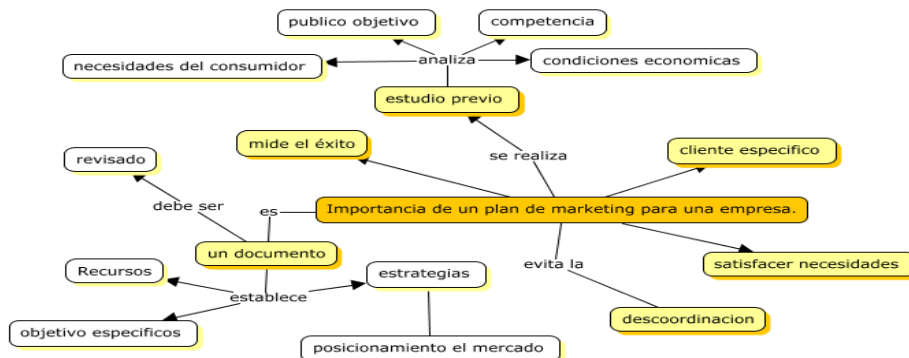 publico objetivo
competencia
necesidades del consumidor
analiza
condiciones economicas
estudio previo
mide el éxito
se realiza
cliente especifico
revisado
debe ser
es
Importancia de un plan de marketing para una empresa.
un documento
evita la
satisfacer necesidades
Recursos
estrategias
establece
objetivo especificos
descoordinacion
posicionamiento el mercado